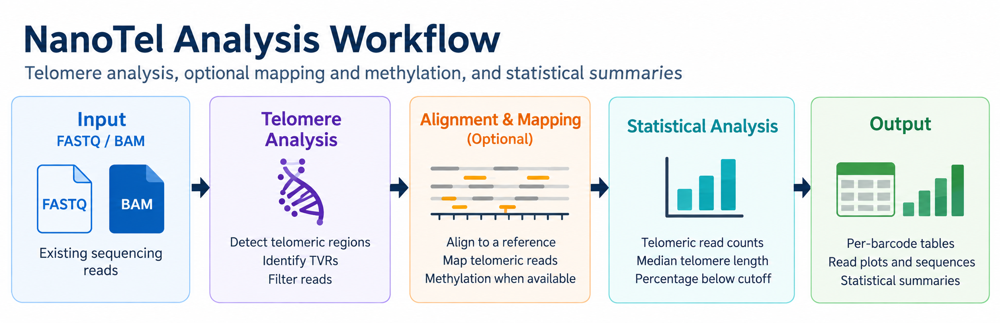 NanoTel Analysis Workflow
Telomere analysis, optional mapping and methylation, and statistical summaries
Input
FASTQ / BAM
FASTQ
BAM
Existing sequencing
reads
Telomere
Analysis
Detect telomeric regions
Identify TVRs
Filter reads
Alignment & Mapping
(Optional)
Align to a reference
Map telomeric reads
Methylation when available
Statistical Analysis
Telomeric read counts
Median telomere length
Percentage below cutoff
Output
Per-barcode tables
Read plots and sequences
Statistical summaries